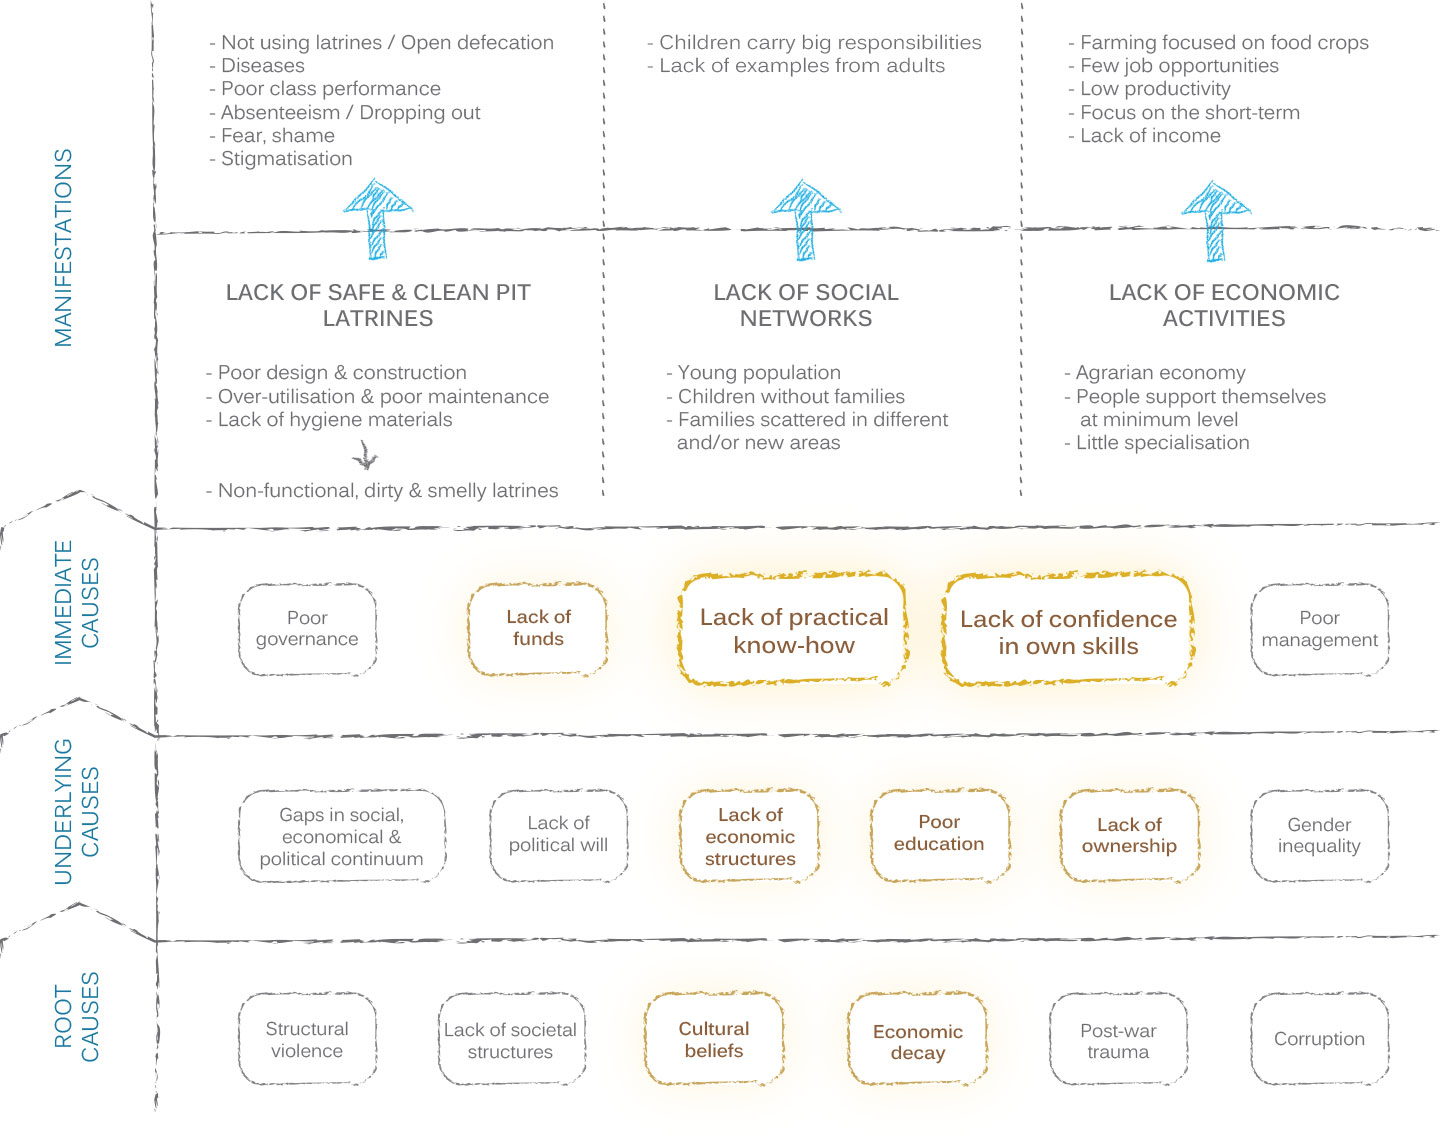 MANIFESTATIONS
- Not using latrines / Open defecation
- Diseases
- Poor class performance
- Absenteeism / Dropping out
- Fear, shame
- Stigmatisation
- Children carry big responsibilities
- Lack of examples from adults
- Farming focused on food crops
- Few job opportunities
- Low productivity
- Focus on the short-term
- Lack of income
LACK OF SAFE & CLEAN PIT
LATRINES
- Poor design & construction
- Over-utilisation & poor maintenance
- Lack of hygiene materials
- Non-functional, dirty & smelly latrines
LACK OF SOCIAL
NETWORKS
- Young population
- Children without families
- Families scattered in different
and/or new areas
LACK OF ECONOMIC
ACTIVITIES
- Agrarian economy
- People support themselves
at minimum level
- Little specialisation
IMMEDIATE
CAUSES
Poor
governance
Lack of
funds
Lack of practical
know-how
Lack of confidence
in own skills
Poor
management
UNDERLYING
CAUSES
Gaps in social,
economical &
political continuum
Lack of
political will
Lack of
economic
structures
Poor
education
Lack of
ownership
Gender
inequality
ROOT
CAUSES
Structural
violence
Lack of societal
structures
Cultural
beliefs
Economic
decay
Post-war
trauma
Corruption